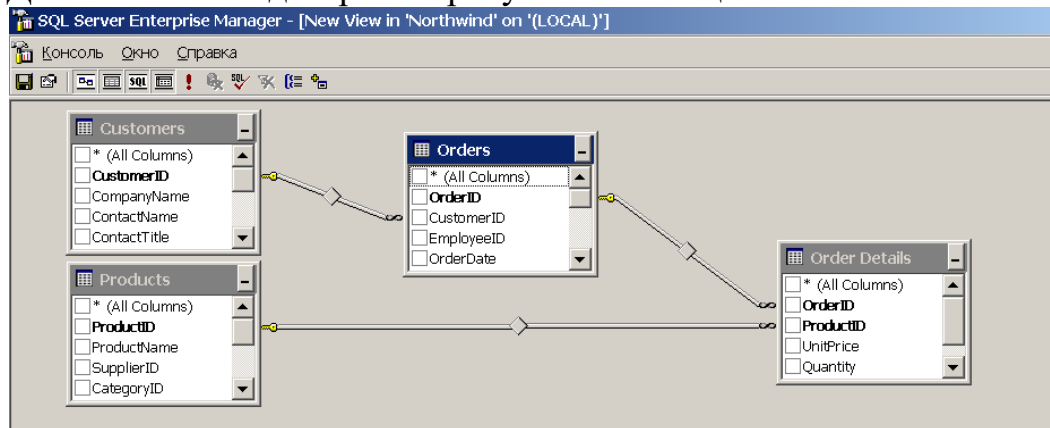 SQL Server Enterprise Manager - [New View in 'Northwind' on '(LOCAL)']
Консоль Окно Справка
SQL SQL
Customers
* (All Columns)
CustomerID
CompanyName
ContactName
ContactTitle
Orders
* (All Columns)
OrderID
CustomerID
EmployeeID
OrderDate
Products
* (All Columns)
ProductID
ProductName
SupplierID
CategoryID
Order Details
* (All Columns)
OrderID
ProductID
UnitPrice
Quantity